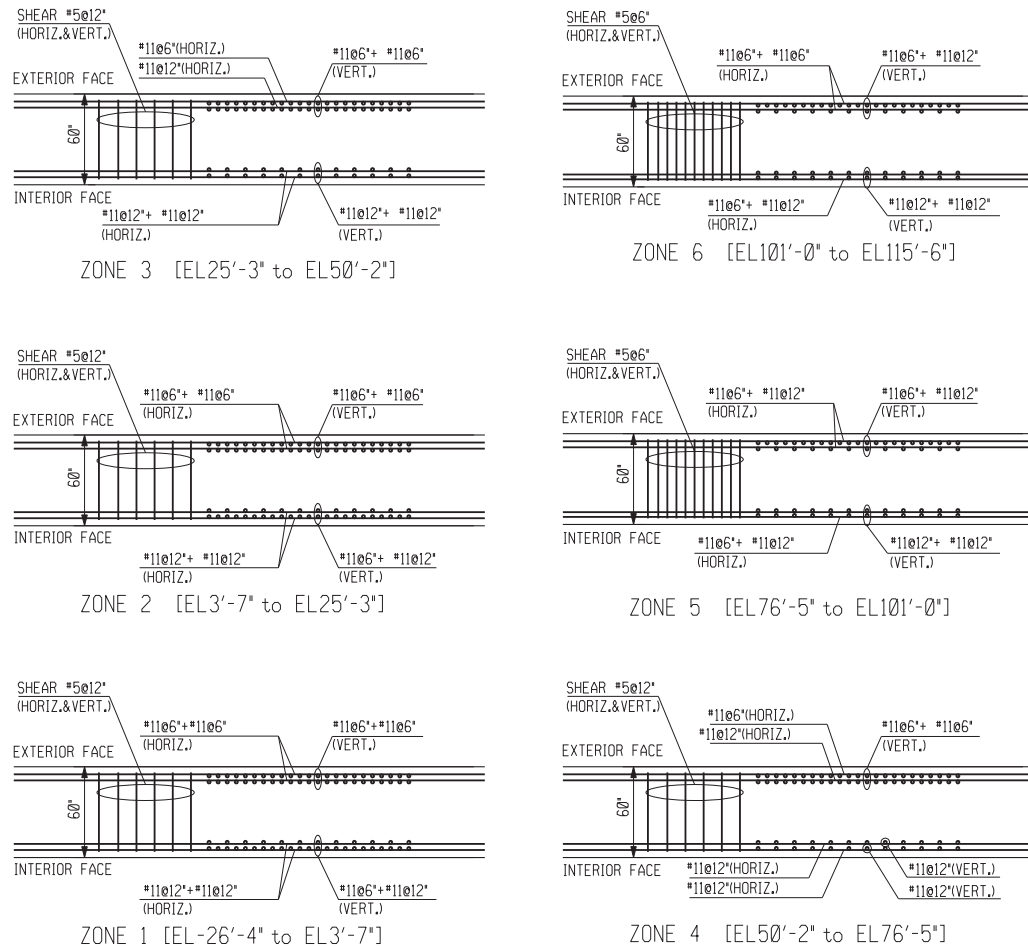 SHEAR #5@12"
(HORIZ.&VERT.)
#11@6"(HORIZ.)
#11@12"(HORIZ.)
#11@6"+ #11@6"
(VERT.)
EXTERIOR FACE
60"
INTERIOR FACE
#11@12"+ #11@12"
(HORIZ.)
#11@12"+ #11@12"
(VERT.)
ZONE 3 [EL25'-3" to EL50'-2"]
SHEAR #5@6"
(HORIZ.&VERT.)
#11@6"+ #11@6"
(HORIZ.)
#11@6"+ #11@12"
(VERT.)
EXTERIOR FACE
60"
INTERIOR FACE
#11@6"+ #11@12"
(HORIZ.)
#11@12"+ #11@12"
(VERT.)
ZONE 6 [EL101'-0" to EL115'-6"]
SHEAR #5@12"
(HORIZ.&VERT.)
#11@6"+ #11@6"
(HORIZ.)
#11@6"+ #11@6"
(VERT.)
EXTERIOR FACE
60"
INTERIOR FACE
#11@12"+ #11@12"
(HORIZ.)
#11@6"+ #11@12"
(VERT.)
ZONE 2 [EL3'-7" to EL25'-3"]
SHEAR #5@6"
(HORIZ.&VERT.)
#11@6"+ #11@12"
(HORIZ.)
#11@6"+ #11@12"
(VERT.)
EXTERIOR FACE
60"
INTERIOR FACE
#11@6"+ #11@12"
(HORIZ.)
#11@12"+ #11@12"
(VERT.)
ZONE 5 [EL76'-5" to EL101'-0"]
SHEAR #5@12"
(HORIZ.&VERT.)
#11@6"+#11@6"
(HORIZ.)
#11@6"+#11@6"
(VERT.)
EXTERIOR FACE
60"
INTERIOR FACE
#11@12"+#11@12"
(HORIZ.)
#11@6"+#11@12"
(VERT.)
ZONE 1 [EL-26'-4" to EL3'-7"]
SHEAR #5@12"
(HORIZ.&VERT.)
#11@6"(HORIZ.)
#11@12"(HORIZ.)
#11@6"+ #11@6"
(VERT.)
EXTERIOR FACE
60"
INTERIOR FACE
#11@12"(HORIZ.)
#11@12"(HORIZ.)
#11@12"(VERT.)
#11@12"(VERT.)
ZONE 4 [EL50'-2" to EL76'-5"]